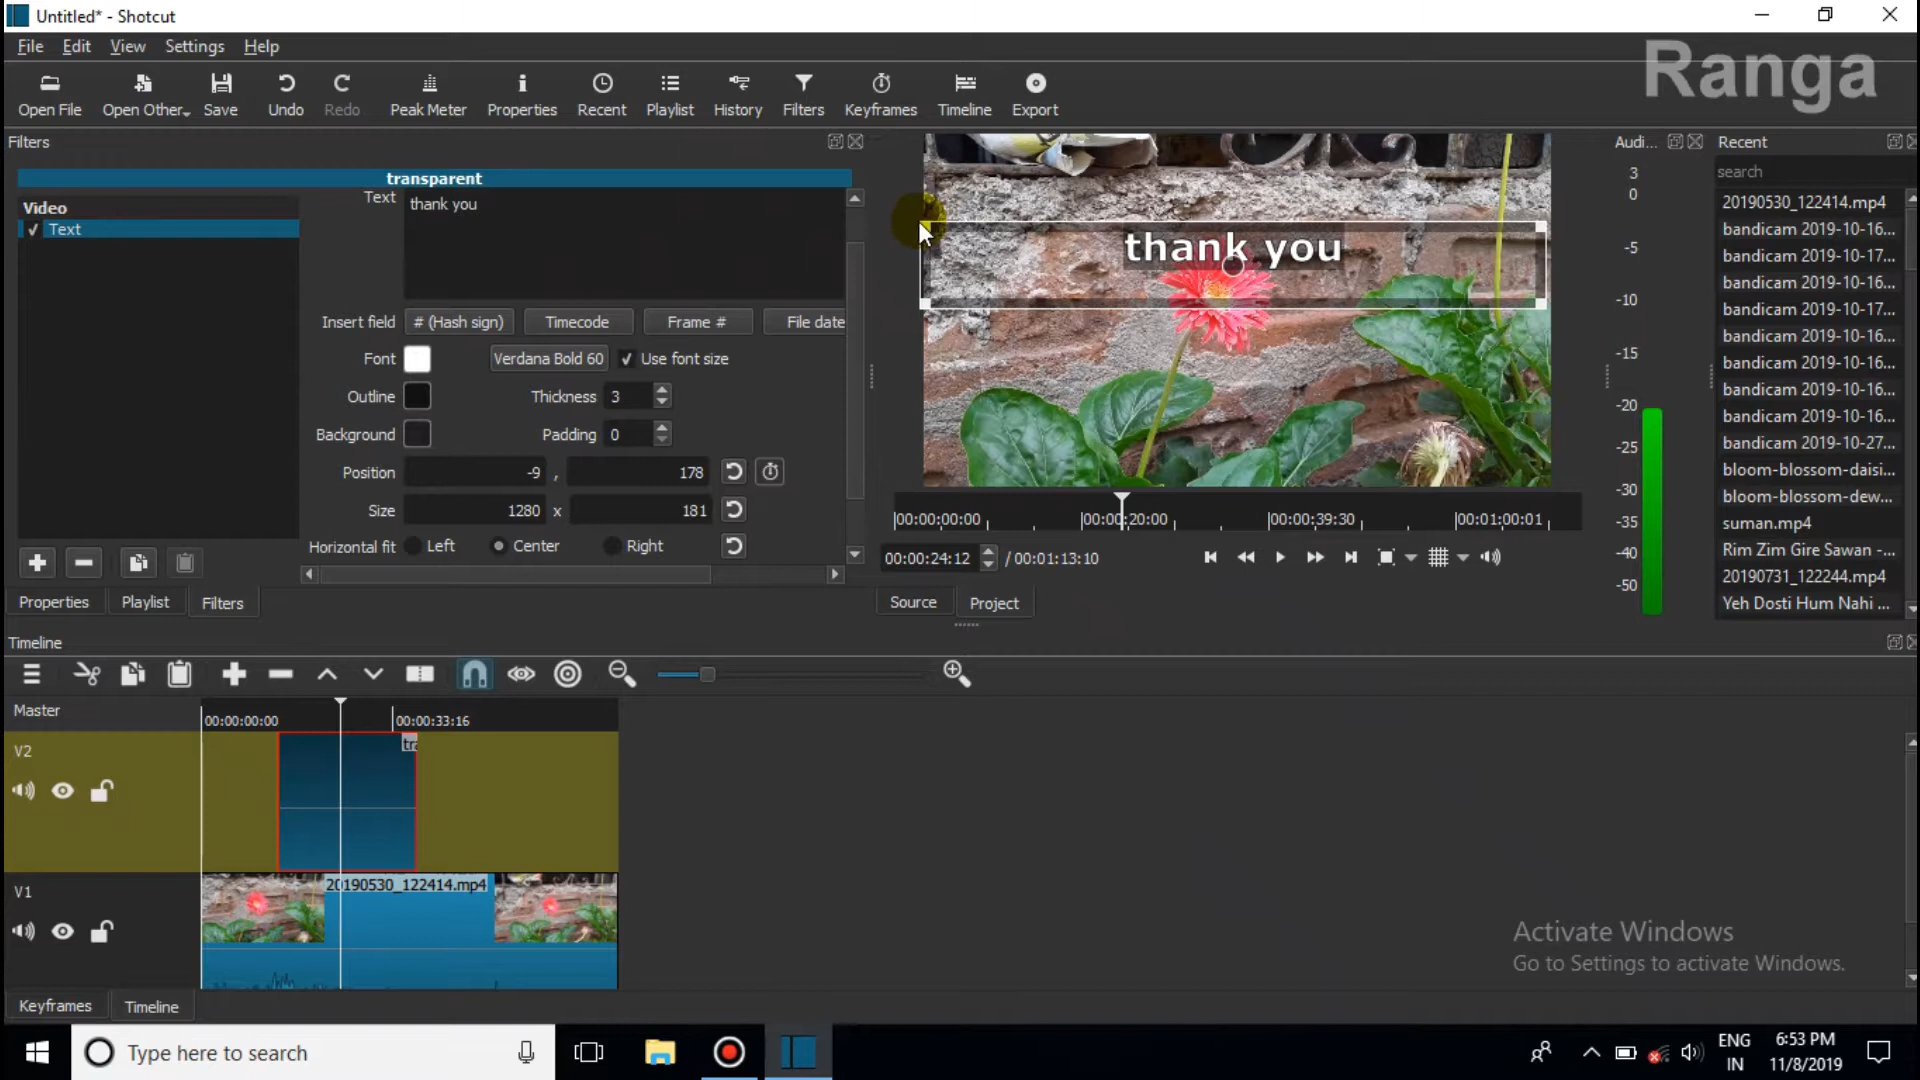 Untitled* - Shotcut
File Edit View Settings Help
Ranga
Open File Open Other... Save Undo Redo Peak Meter Properties Recent Playlist History Filters Keyframes Timeline Export
Filters
transparent
Video
Text
Text thank you
Insert field # (Hash sign) Timecode Frame # File date
Font Verdana Bold 60 Use font size
Outline Thickness 3
Background Padding 0
Position -9 , 178
Size 1280 x 181
Horizontal fit Left Center Right
Properties Playlist Filters
thank you
00:00:00:00 00:00:20:00 00:00:39:30 00:01:00:01
00:00:24:12 / 00:01:13:10
Source Project
Audi...
3
0
-5
-10
-15
-20
-25
-30
-35
-40
-50
Recent
search
20190530_122414.mp4
bandicam 2019-10-16...
bandicam 2019-10-17...
bandicam 2019-10-16...
bandicam 2019-10-17...
bandicam 2019-10-16...
bandicam 2019-10-16...
bandicam 2019-10-16...
bandicam 2019-10-16...
bandicam 2019-10-27...
bloom-blossom-daisi...
bloom-blossom-dew...
suman.mp4
Rim Zim Gire Sawan -...
20190731_122244.mp4
Yeh Dosti Hum Nahi ...
Timeline
Master
00:00:00:00 00:00:33:16
V2
tra
V1
20190530_122414.mp4
Keyframes Timeline
Activate Windows
Go to Settings to activate Windows.
Type here to search
ENG
IN
6:53 PM
11/8/2019